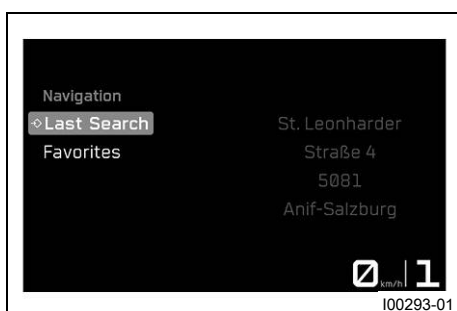 Navigation
Last Search
Favorites
St. Leonharder
Straße 4
5081
Anif-Salzburg
0 km/h 1
I00293-01